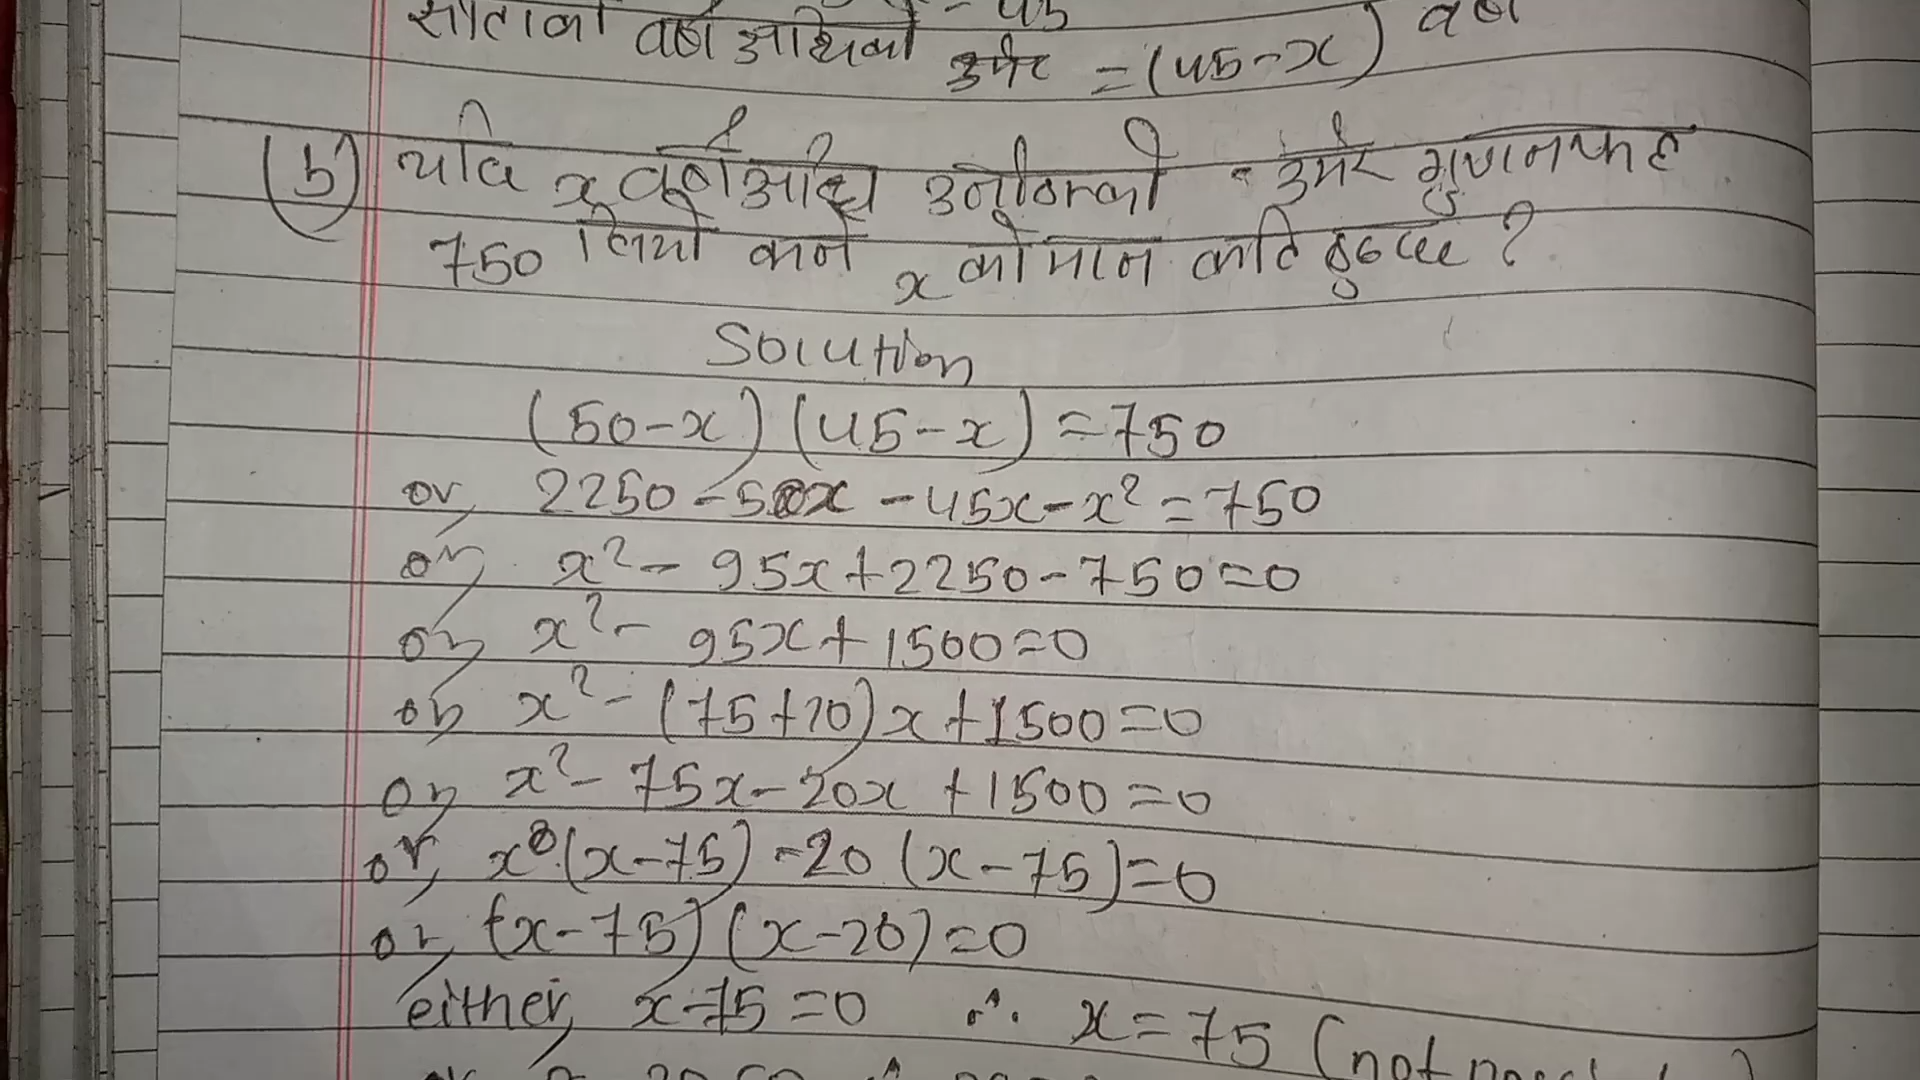 = 45
सीताको वर्ष अघिको उमेर = (45-x) वर्ष
(b) यदि x वर्ष अघि उनीहरूको उमेर गुणनफल
750 थियो भने x को मान कति हुन्छ ?
Solution
(50-x) (45-x) = 750
or, 2250 - 50x - 45x - x² = 750
or, x² - 95x + 2250 - 750 = 0
or, x² - 95x + 1500 = 0
or, x² - (75+20)x + 1500 = 0
or, x² - 75x - 20x + 1500 = 0
or, x (x-75) - 20 (x-75) = 0
or, (x-75) (x-20) = 0
either, x-75 = 0 ∴ x = 75 (not